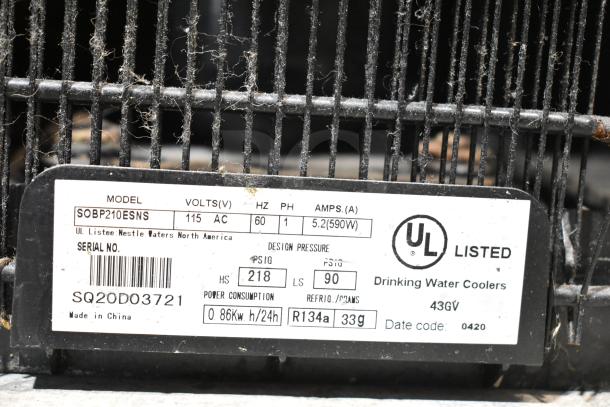 MODEL VOLTS(V) HZ PH AMPS.(A)
SOBP210ESNS 115 AC 60 1 5.2(590W)
UL Listee:Nestle Waters North America
SERIAL NO. DESIGN PRESSURE
PSIG PSIG
HS 218 LS 90
SQ20D03721
POWER CONSUMPTION REFRIG./GRAMS
0 86Kw h/24h R134a 33g
Made in China
UL LISTED
Drinking Water Coolers
43GV
Date code: 0420